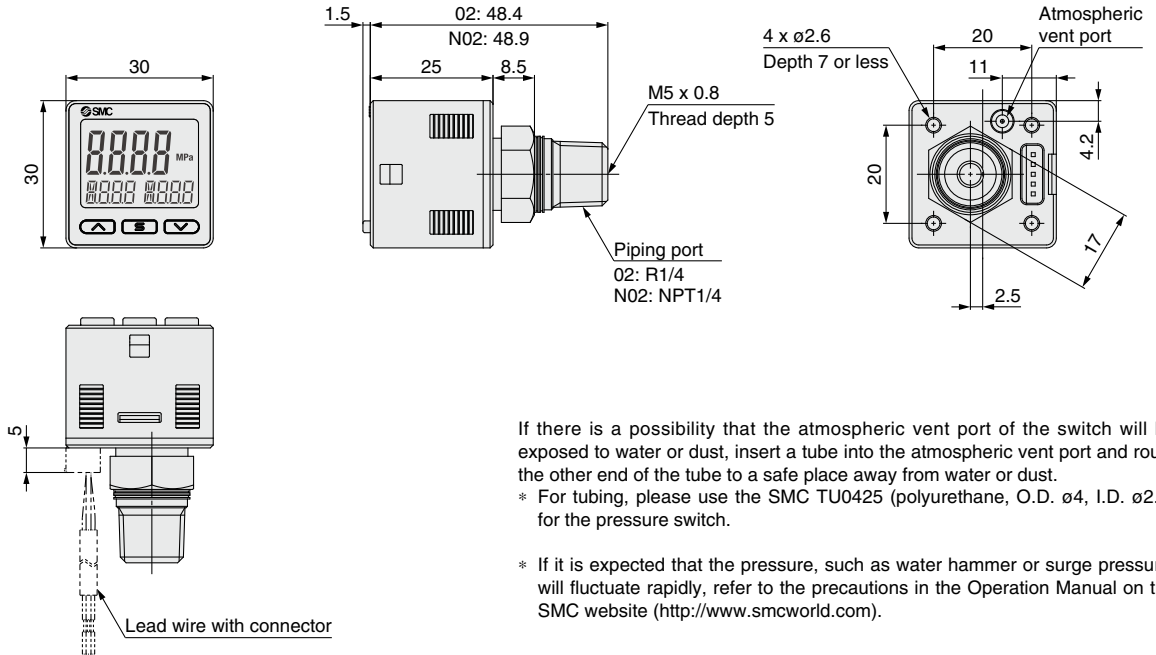 30
30
SMC
8.8.8.8
MPa
S
1.5
02: 48.4
N02: 48.9
25
8.5
M5 x 0.8
Thread depth 5
Piping port
02: R1/4
N02: NPT1/4
4 x ø2.6
Depth 7 or less
20
Atmospheric
vent port
11
4.2
20
17
2.5
5
Lead wire with connector
If there is a possibility that the atmospheric vent port of the switch will
exposed to water or dust, insert a tube into the atmospheric vent port and
the other end of the tube to a safe place away from water or dust.
* For tubing, please use the SMC TU0425 (polyurethane, O.D. ø4, I.D.
for the pressure switch.
* If it is expected that the pressure, such as water hammer or surge
will fluctuate rapidly, refer to the precautions in the Operation Manual on
SMC website (http://www.smcworld.com).